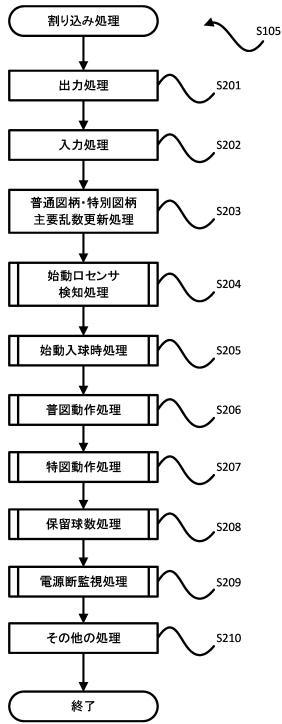 割り込み処理
S105
出力処理
S201
入力処理
S202
普通図柄・特別図柄
主要乱数更新処理
S203
始動口センサ
検知処理
S204
始動入球時処理
S205
普図動作処理
S206
特図動作処理
S207
保留球数処理
S208
電源断監視処理
S209
その他の処理
S210
終了